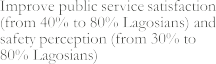 Improve public service satisfaction
(from 40% to 80% Lagosians) and
safety perception (from 30% to
80% Lagosians)